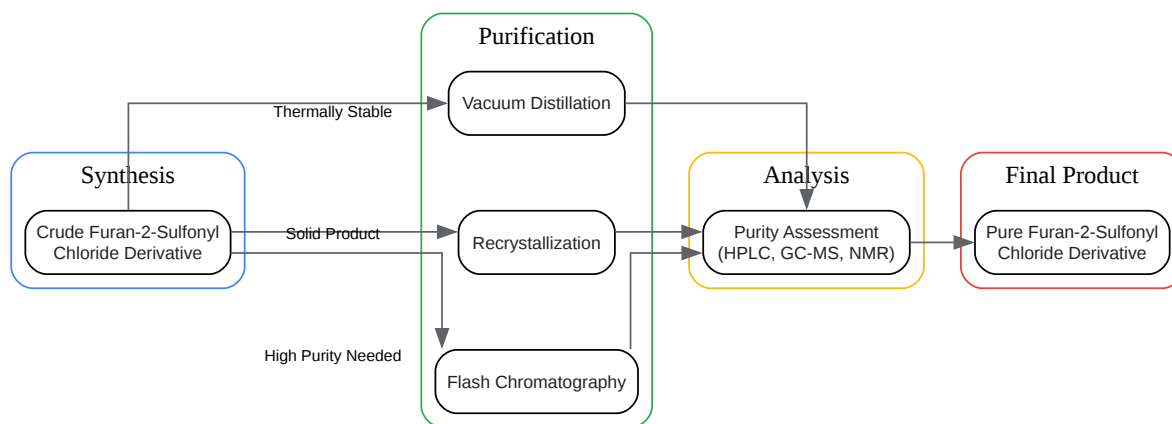 Purification
Vacuum Distillation
Thermally Stable
Synthesis
Crude Furan-2-Sulfonyl
Chloride Derivative
Solid Product
Recrystallization
High Purity Needed
Flash Chromatography
Analysis
Purity Assessment
(HPLC, GC-MS, NMR)
Final Product
Pure Furan-2-Sulfonyl
Chloride Derivative